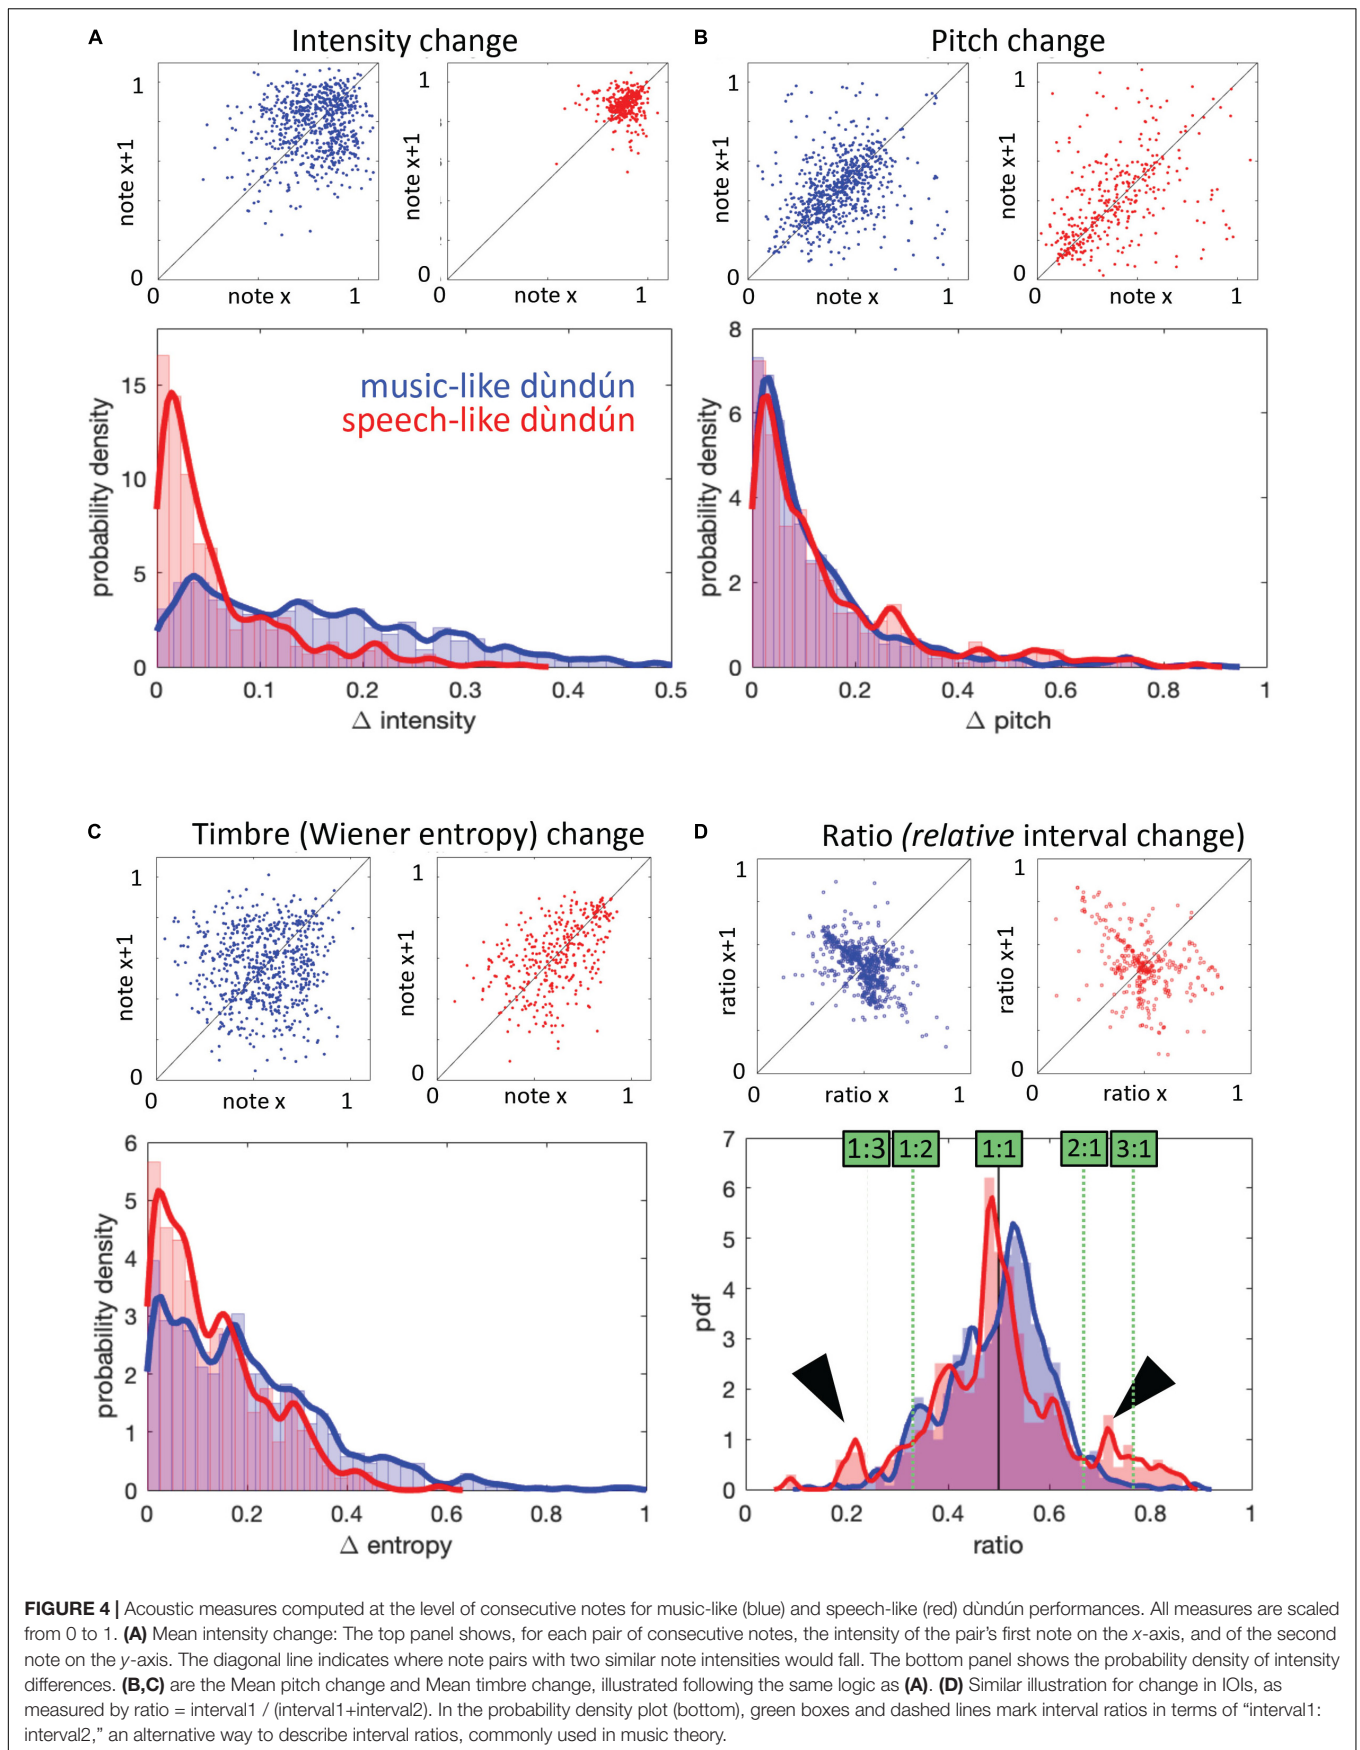 A
Intensity change
1
note x+1
0
0
note x
1
1
note x+1
0
note x
1
B
Pitch change
1
note x+1
0
0
note x
1
1
note x+1
0
0
note x
1
music-like dùndún
speech-like dùndún
probability density
15
10
5
0
0
0.1
0.2
0.3
0.4
0.5
Δ intensity
probability density
8
6
4
2
0
0
0.2
0.4
0.6
0.8
1
Δ pitch
C
Timbre (Wiener entropy) change
1
note x+1
0
0
note x
1
1
note x+1
0
0
note x
1
D
Ratio (relative interval change)
1
ratio x+1
0
0
ratio x
1
1
ratio x+1
0
0
ratio x
1
probability density
6
5
4
3
2
1
0
0
0.2
0.4
0.6
0.8
1
Δ entropy
pdf
7
6
5
4
3
2
1
0
1:3
1:2
1:1
2:1
3:1
0
0.2
0.4
0.6
0.8
1
ratio
FIGURE 4 | Acoustic measures computed at the level of consecutive notes for music-like (blue) and speech-like (red) dùndún performances. All measures are scaled
from 0 to 1. (A) Mean intensity change: The top panel shows, for each pair of consecutive notes, the intensity of the pair's first note on the x-axis, and of the second
note on the y-axis. The diagonal line indicates where note pairs with two similar note intensities would fall. The bottom panel shows the probability density of intensity
differences. (B,C) are the Mean pitch change and Mean timbre change, illustrated following the same logic as (A). (D) Similar illustration for change in IOIs, as
measured by ratio = interval1 / (interval1+interval2). In the probability density plot (bottom), green boxes and dashed lines mark interval ratios in terms of “interval1:
interval2,” an alternative way to describe interval ratios, commonly used in music theory.